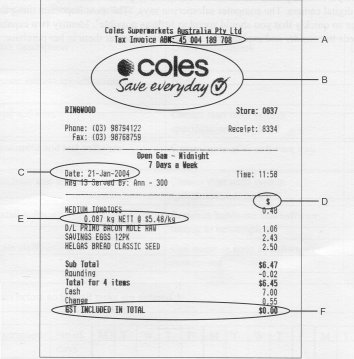 Coles Supermarkets Australia Pty Ltd
Tax Invoice ABN: 45 004 189 708
A
coles
Save everyday
B
RINGWOOD Store: 0637
Phone: (03) 98794122 Receipt: 8334
Fax: (03) 98768759
Open 6am - Midnight
7 Days a Week
C
Date: 21-Jan-2004 Time: 11:58
Reg 13 Served By: Ann - 300
$
D
MEDIUM TOMATOES 0.48
E
0.087 kg NETT @ $5.48/kg
D/L PRIMO BACON MDLE RAW 1.06
SAVINGS EGGS 12PK 2.43
HELGAS BREAD CLASSIC SEED 2.50
Sub Total $6.47
Rounding -0.02
Total for 4 items $6.45
Cash 7.00
Change 0.55
GST INCLUDED IN TOTAL $0.00
F